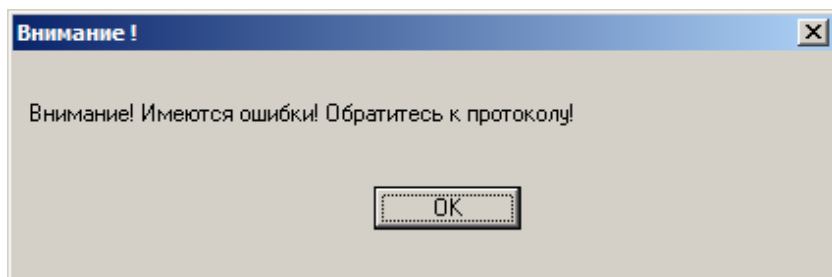 Внимание !
Внимание! Имеются ошибки! Обратитесь к протоколу!
OK